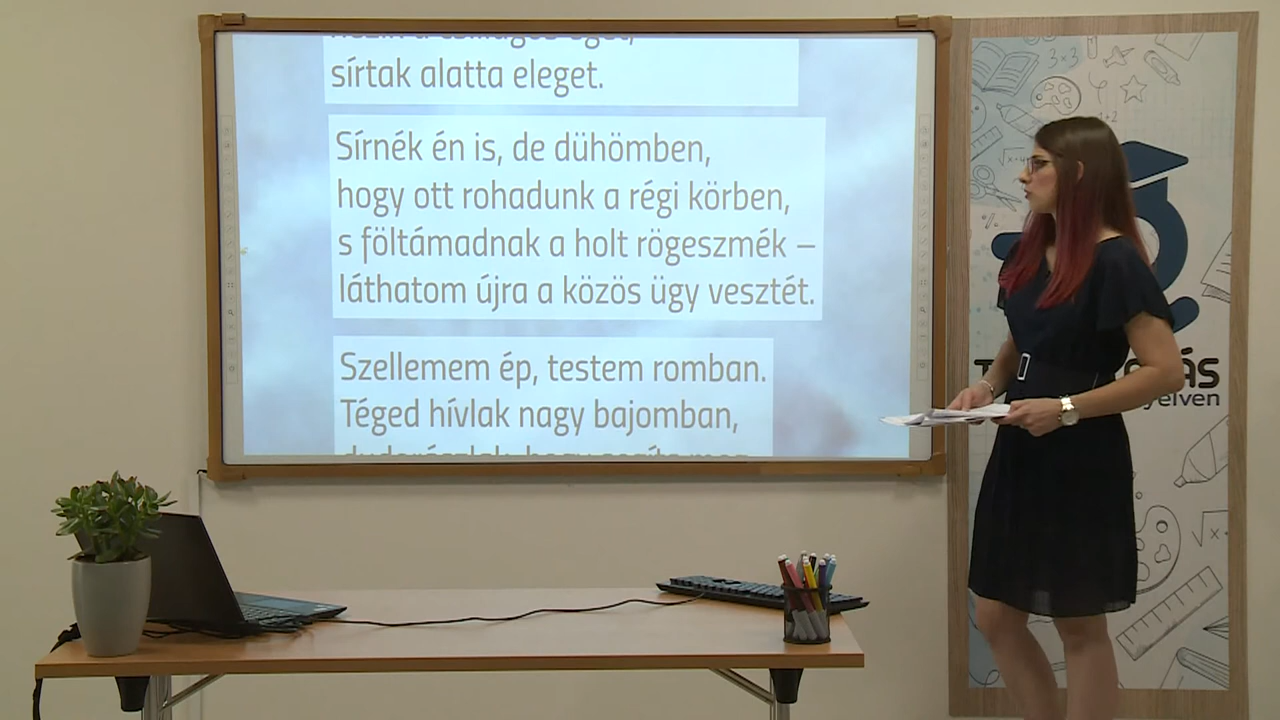 sírtak alatta eleget.
Sírnék én is, de dühömben,
hogy ott rohadunk a régi körben,
s föltámadnak a holt rögeszmék –
láthatom újra a közös ügy vesztét.
Szellemem ép, testem romban.
Téged hívlak nagy bajomban,